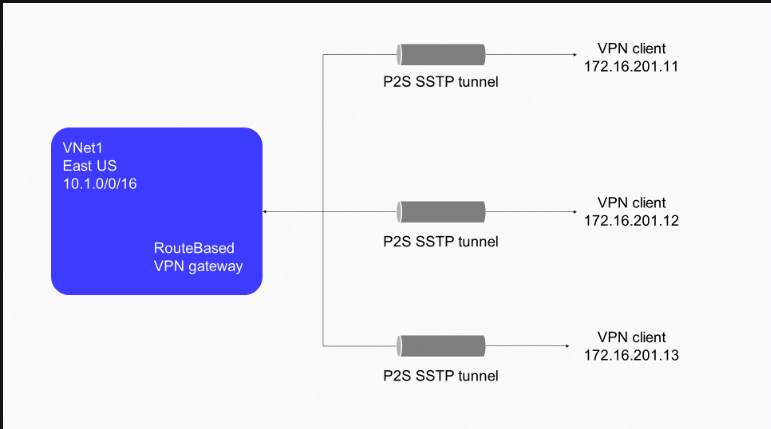 VNet1
East US
10.1.0/0/16
RouteBased
VPN gateway
P2S SSTP tunnel
VPN client
172.16.201.11
P2S SSTP tunnel
VPN client
172.16.201.12
P2S SSTP tunnel
VPN client
172.16.201.13